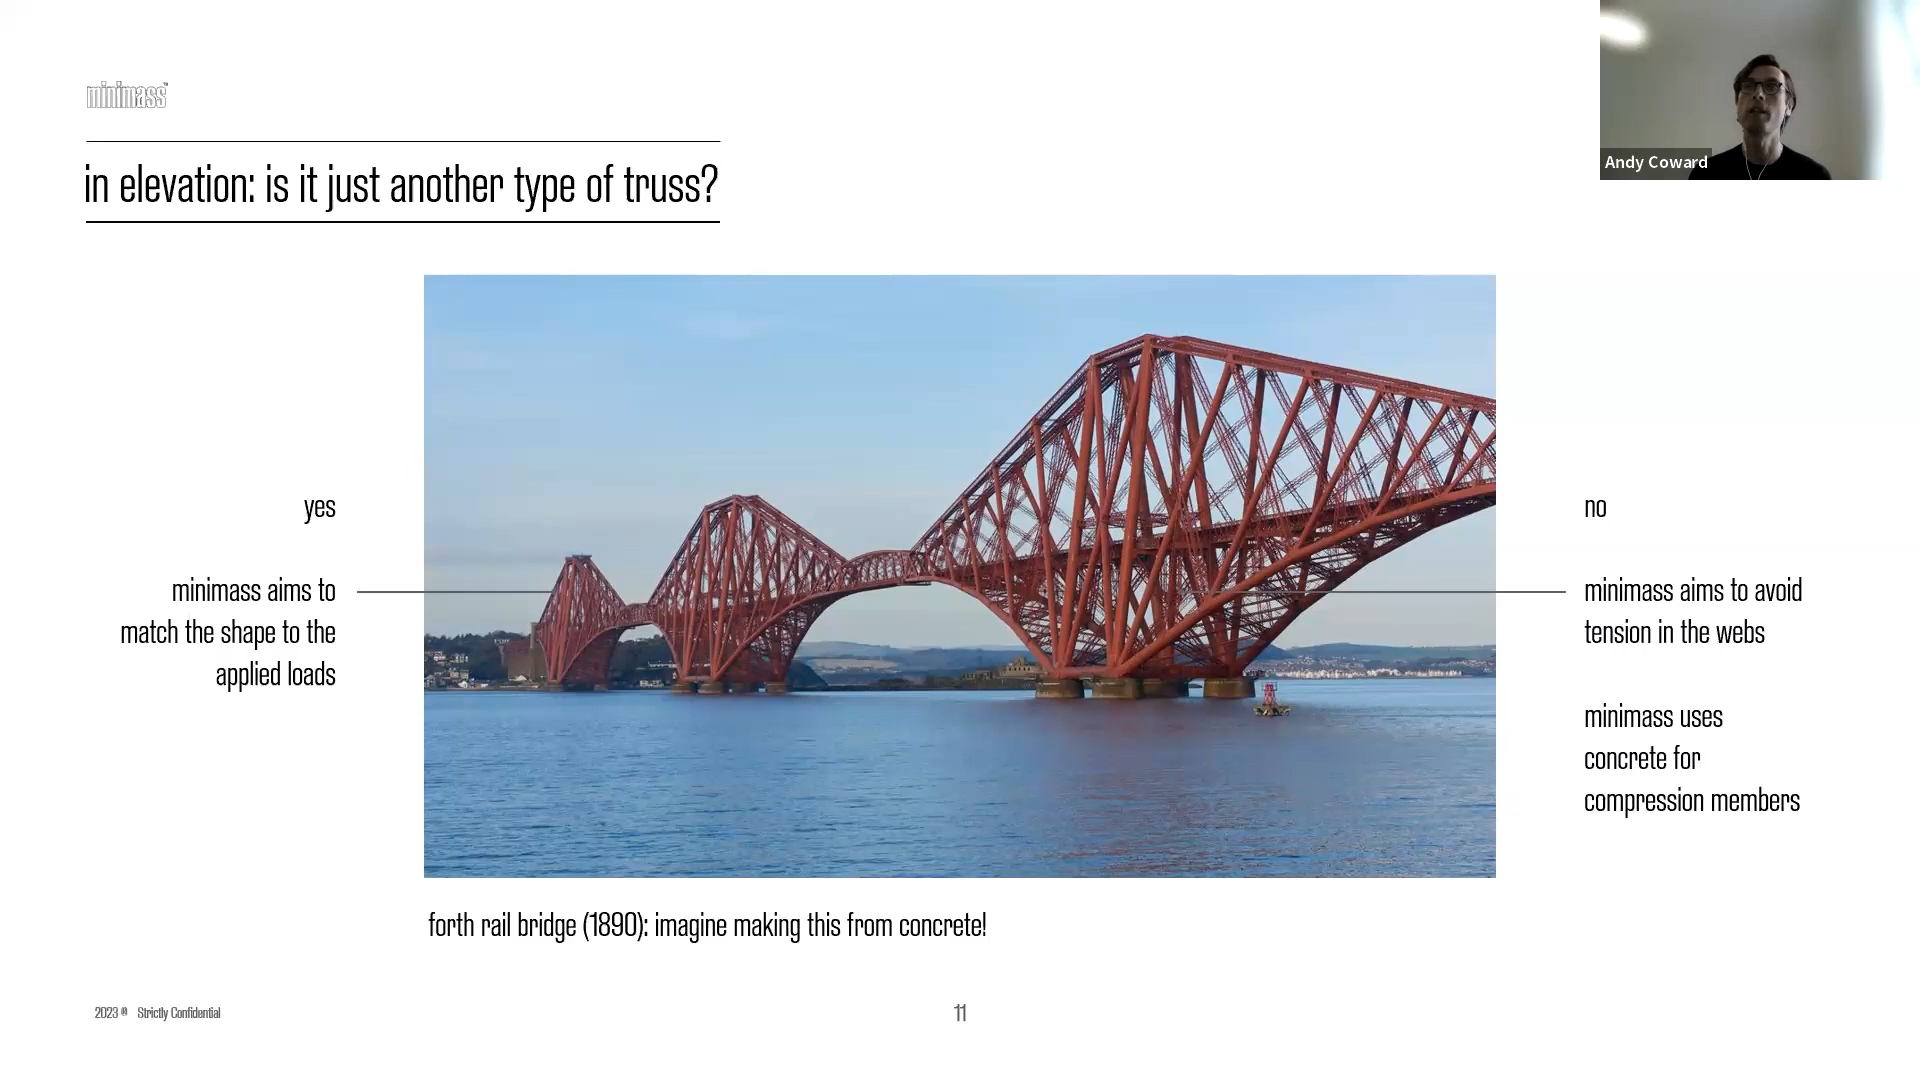 minimass™
Andy Coward
in elevation: is it just another type of truss?
yes
minimass aims to
match the shape to the
applied loads
no
minimass aims to avoid
tension in the webs
minimass uses
concrete for
compression members
forth rail bridge (1890): imagine making this from concrete!
2023 © Strictly Confidential
11